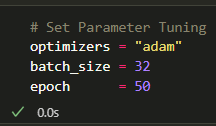 # Set Parameter Tuning
optimizers = "adam"
batch_size = 32
epoch      = 50
✓ 0.0s